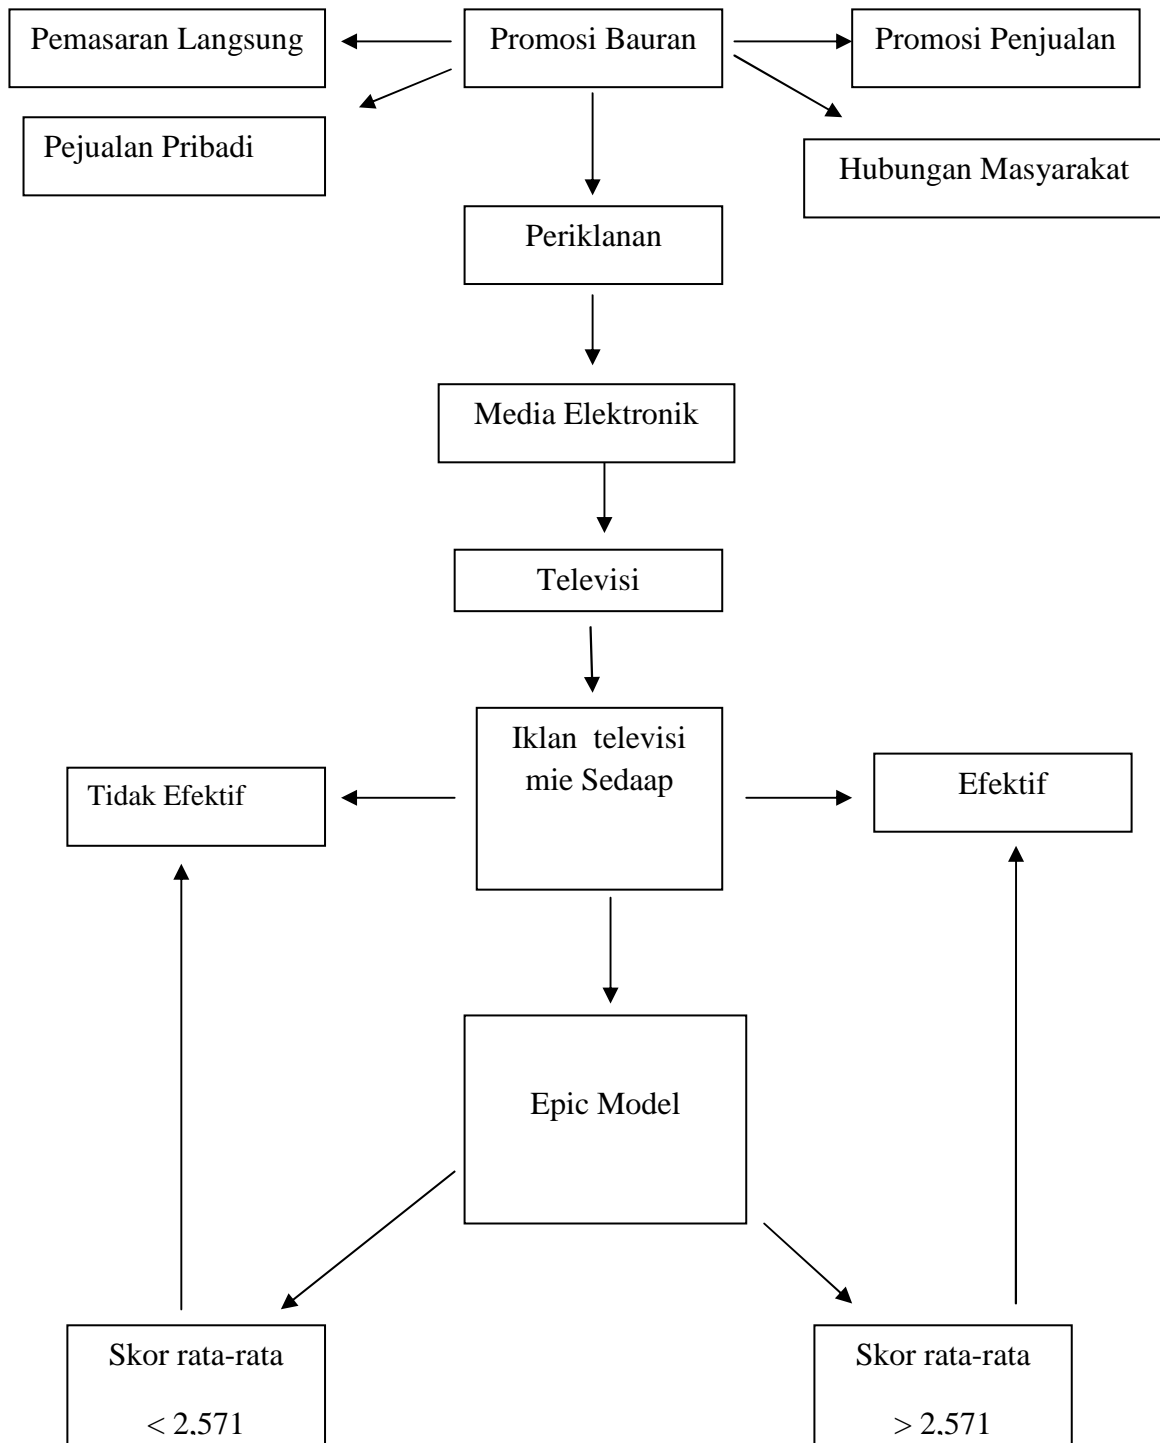 Pemasaran Langsung
Promosi Bauran
Promosi Penjualan
Pejualan Pribadi
Hubungan Masyarakat
Periklanan
Media Elektronik
Televisi
Iklan televisi
mie Sedaap
Tidak Efektif
Efektif
Epic Model
Skor rata-rata
< 2,571
Skor rata-rata
> 2,571